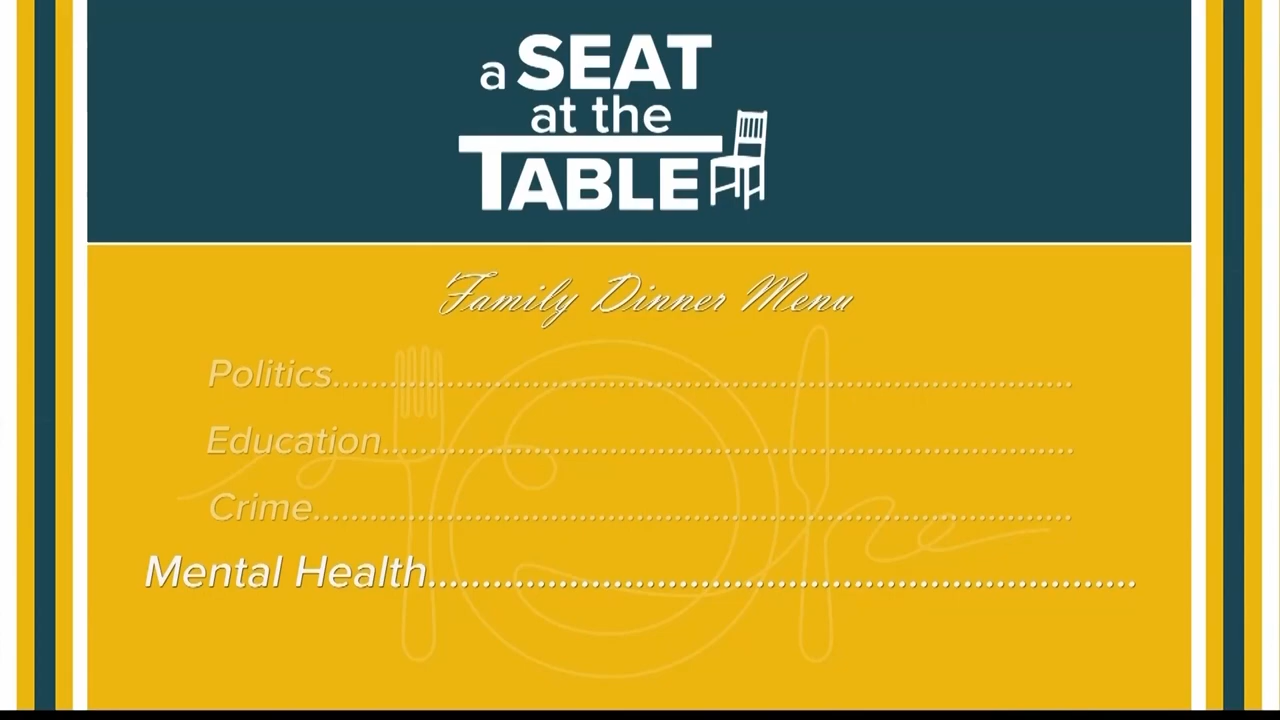 a SEAT
at the
TABLE
Family Dinner Menu
Politics..........................................................................
Education.....................................................................
Crime............................................................................
Mental Health.................................................................